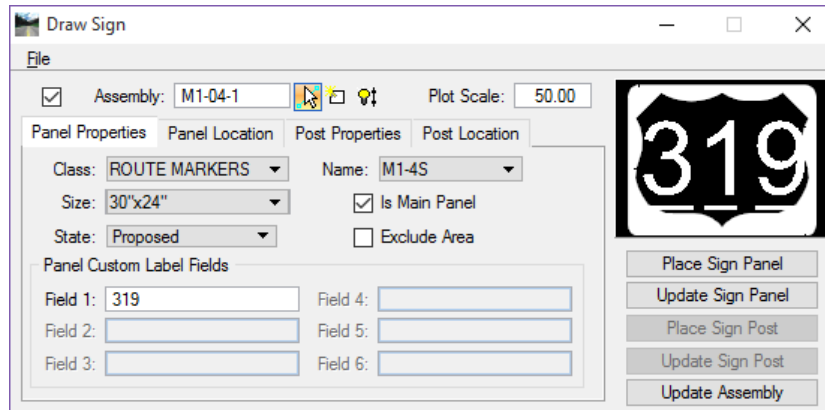 Draw Sign
File
Assembly: M1-04-1 Plot Scale: 50.00
Panel Properties Panel Location Post Properties Post Location
Class: ROUTE MARKERS Name: M1-4S
Size: 30"x24" Is Main Panel
State: Proposed Exclude Area
Panel Custom Label Fields
Field 1: 319 Field 4:
Field 2: Field 5:
Field 3: Field 6:
319
Place Sign Panel
Update Sign Panel
Place Sign Post
Update Sign Post
Update Assembly